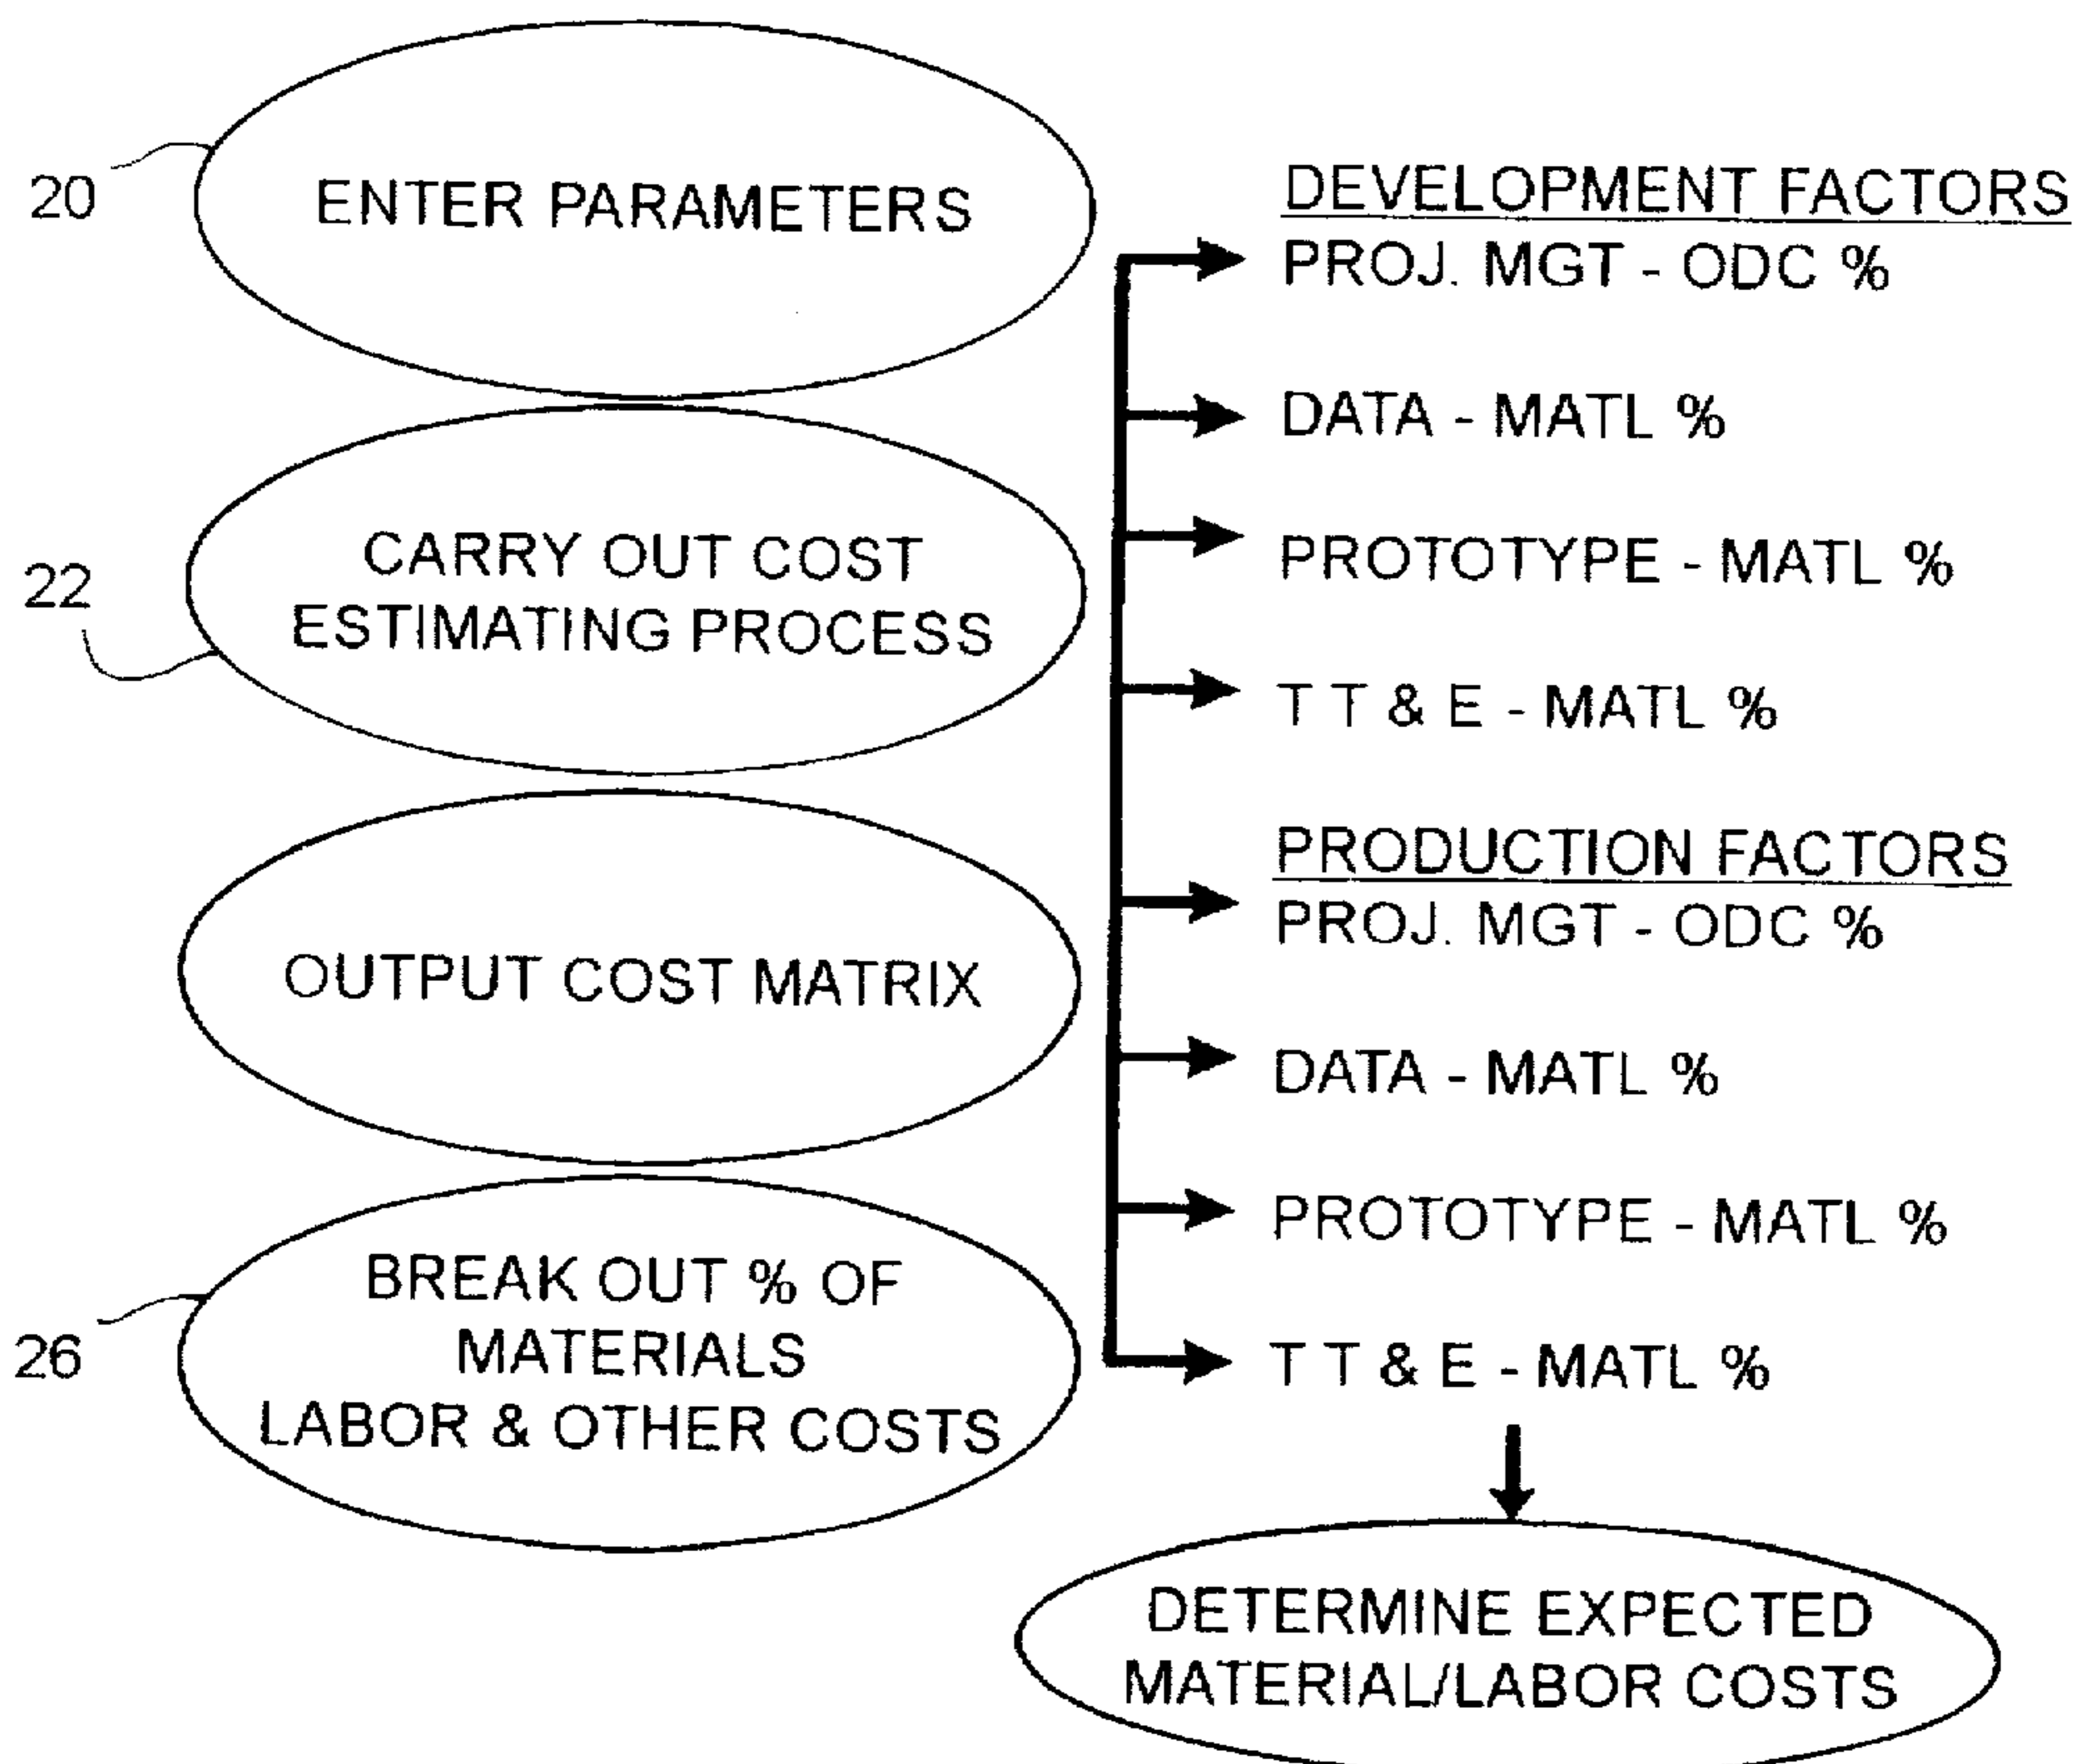 20
ENTER PARAMETERS
22
CARRY OUT COST
ESTIMATING PROCESS
OUTPUT COST MATRIX
26
BREAK OUT % OF
MATERIALS
LABOR & OTHER COSTS
DEVELOPMENT FACTORS
PROJ. MGT - ODC %
DATA - MATL %
PROTOTYPE - MATL %
T T & E - MATL %
PRODUCTION FACTORS
PROJ. MGT - ODC %
DATA - MATL %
PROTOTYPE - MATL %
T T & E - MATL %
DETERMINE EXPECTED
MATERIAL/LABOR COSTS